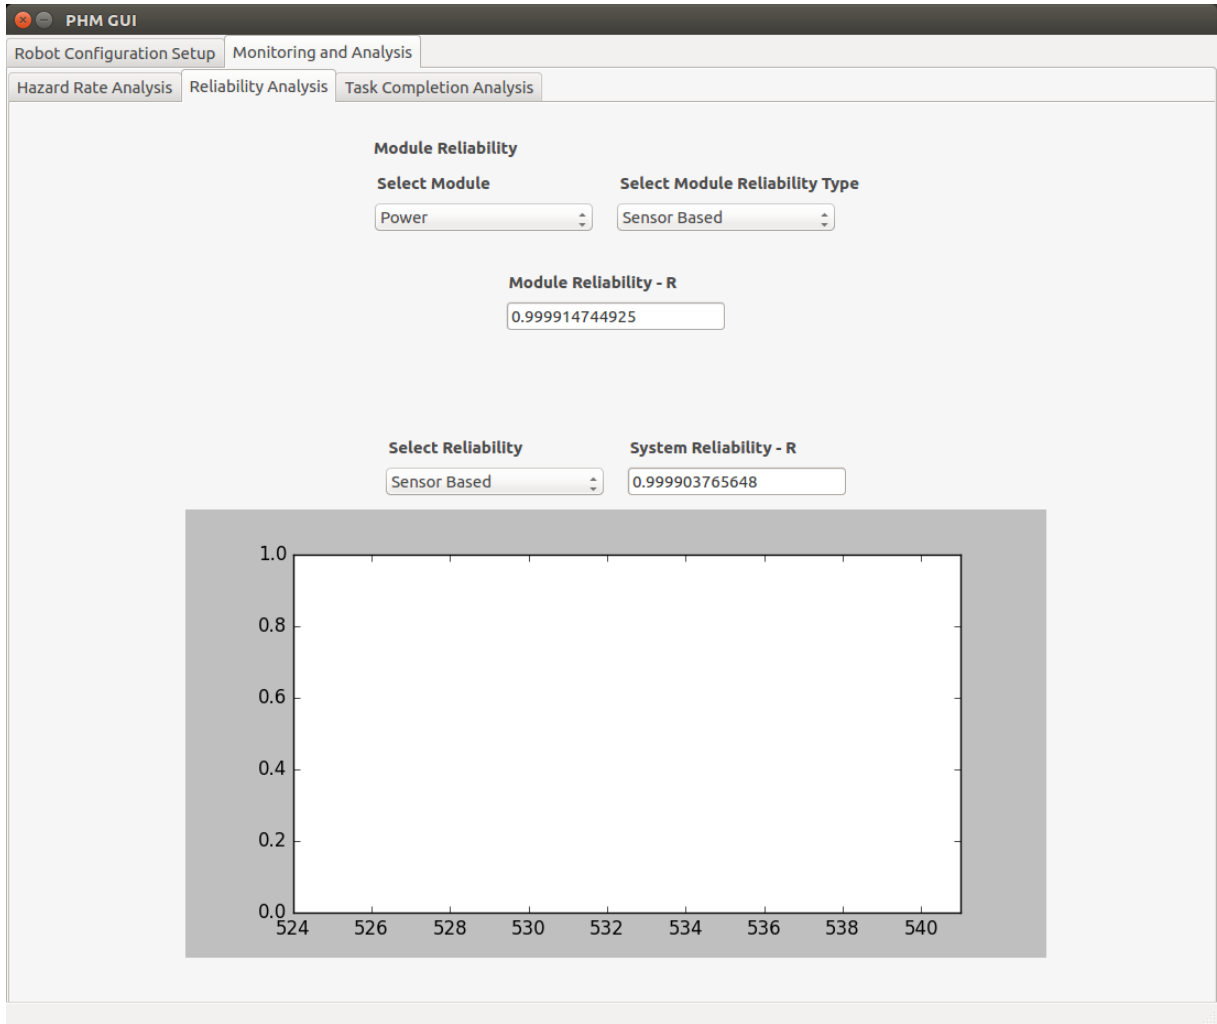 PHM GUI
Robot Configuration Setup Monitoring and Analysis
Hazard Rate Analysis Reliability Analysis Task Completion Analysis
Module Reliability
Select Module Select Module Reliability Type
Power Sensor Based
Module Reliability - R
0.999914744925
Select Reliability System Reliability - R
Sensor Based 0.999903765648
1.0
0.8
0.6
0.4
0.2
0.0
524 526 528 530 532 534 536 538 540